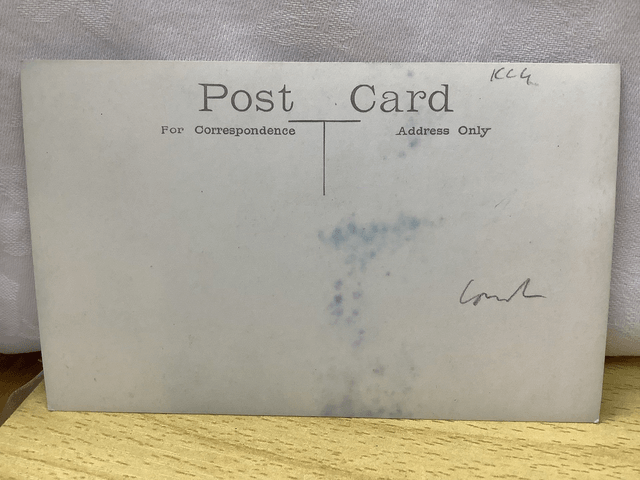 Post Card
For Correspondence
Address Only